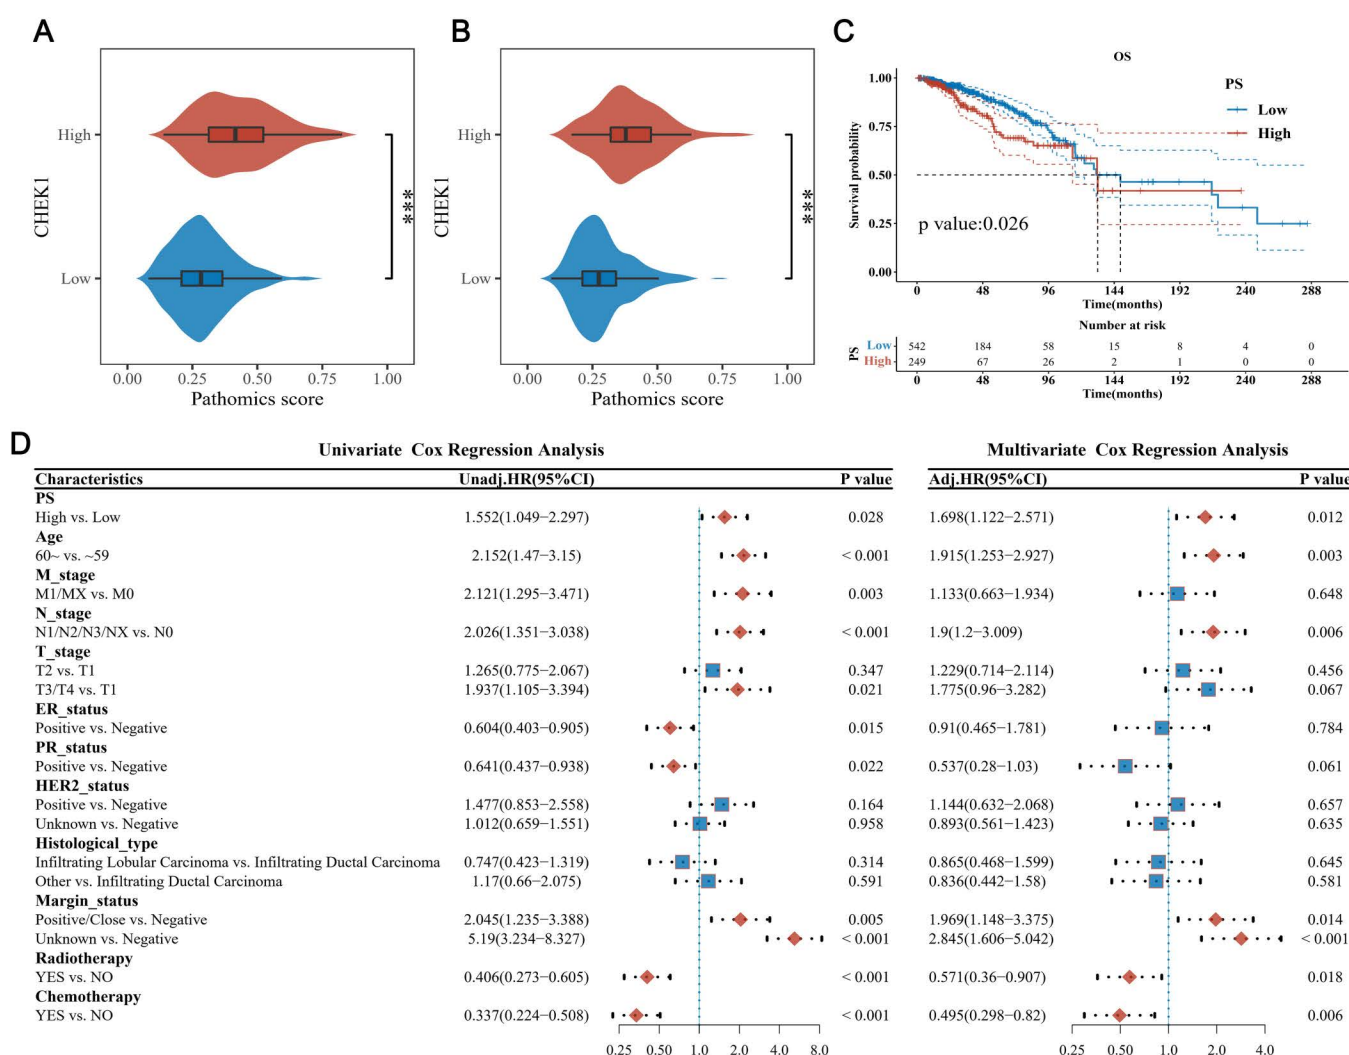 A
High
Low
CHEK1
***
0.00 0.25 0.50 0.75 1.00
Pathomics score
B
High
Low
CHEK1
***
0.00 0.25 0.50 0.75 1.00
Pathomics score
C
OS
PS
Low
High
1.00
0.75
0.50
0.25
0.00
Survival probability
p value:0.026
0 48 96 144 192 240 288
Time(months)
Number at risk
PS
Low 542 184 58 15 8 4 0
High 249 67 26 2 1 0 0
0 48 96 144 192 240 288
Time(months)
D
Univariate Cox Regression Analysis Multivariate Cox Regression Analysis
Characteristics Unadj.HR(95%CI) P value Adj.HR(95%CI) P value
PS
High vs. Low 1.552(1.049−2.297) 0.028 1.698(1.122−2.571) 0.012
Age
60~ vs. ~59 2.152(1.47−3.15) < 0.001 1.915(1.253−2.927) 0.003
M_stage
M1/MX vs. M0 2.121(1.295−3.471) 0.003 1.133(0.663−1.934) 0.648
N_stage
N1/N2/N3/NX vs. N0 2.026(1.351−3.038) < 0.001 1.9(1.2−3.009) 0.006
T_stage
T2 vs. T1 1.265(0.775−2.067) 0.347 1.229(0.714−2.114) 0.456
T3/T4 vs. T1 1.937(1.105−3.394) 0.021 1.775(0.96−3.282) 0.067
ER_status
Positive vs. Negative 0.604(0.403−0.905) 0.015 0.91(0.465−1.781) 0.784
PR_status
Positive vs. Negative 0.641(0.437−0.938) 0.022 0.537(0.28−1.03) 0.061
HER2_status
Positive vs. Negative 1.477(0.853−2.558) 0.164 1.144(0.632−2.068) 0.657
Unknown vs. Negative 1.012(0.659−1.551) 0.958 0.893(0.561−1.423) 0.635
Histological_type
Infiltrating Lobular Carcinoma vs. Infiltrating Ductal Carcinoma 0.747(0.423−1.319) 0.314 0.865(0.468−1.599) 0.645
Other vs. Infiltrating Ductal Carcinoma 1.17(0.66−2.075) 0.591 0.836(0.442−1.58) 0.581
Margin_status
Positive/Close vs. Negative 2.045(1.235−3.388) 0.005 1.969(1.148−3.375) 0.014
Unknown vs. Negative 5.19(3.234−8.327) < 0.001 2.845(1.606−5.042) < 0.001
Radiotherapy
YES vs. NO 0.406(0.273−0.605) < 0.001 0.571(0.36−0.907) 0.018
Chemotherapy
YES vs. NO 0.337(0.224−0.508) < 0.001 0.495(0.298−0.82) 0.006
0.25 0.50 1.0 2.0 4.0 8.0 0.25 0.50 1.0 2.0 4.0